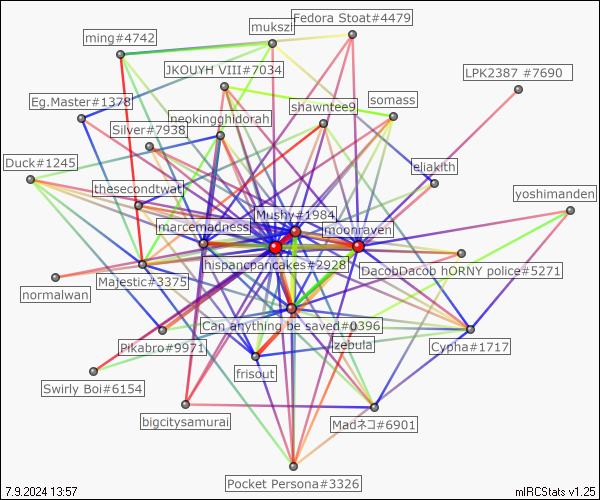 Fedora Stoat#4479
mukszi
ming#4742
JKOUYH VIII#7034
LPK2387 #7690
Eg.Master#1378
somass
shawntee9
neokingghidorah
Silver#7938
Duck#1245
eliakith
thesecondtwat
yoshimanden
Mushy#1984
marcemadness
moonraven
hispancpancakes#2928
DacobDacob hORNY police#5271
Majestic#3375
normalwan
Can anything be saved#0396
zebula
Pikabro#9971
Cypha#1717
frisout
Swirly Boi#6154
bigcitysamurai
Madネコ#6901
Pocket Persona#3326
7.9.2024 13:57
mIRCStats v1.25